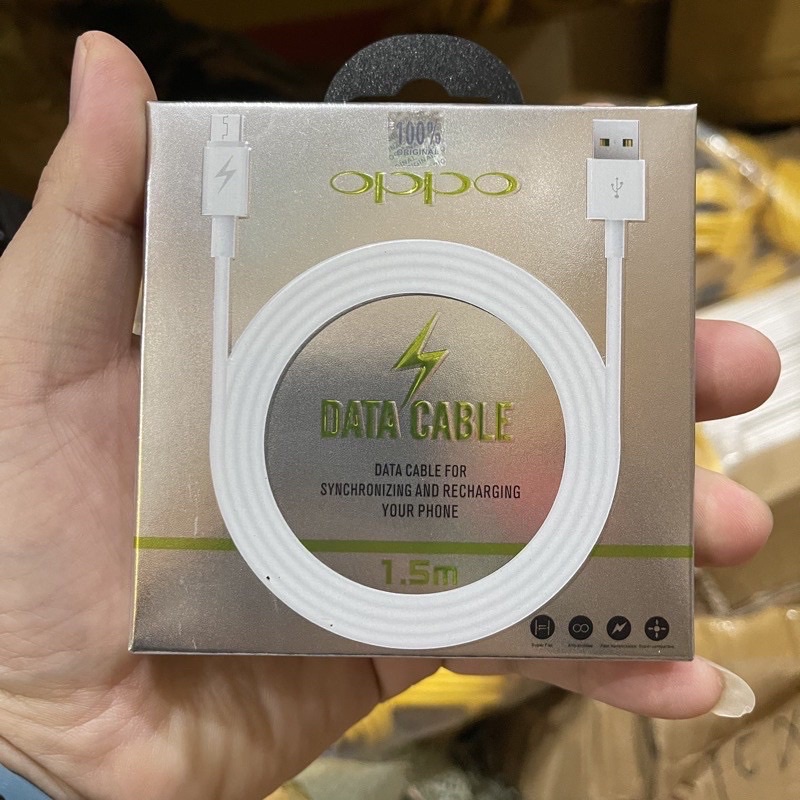 100%
ORIGINAL
oppo
DATA CABLE
DATA CABLE FOR
SYNCHRONIZING AND RECHARGING
YOUR PHONE
1.5m